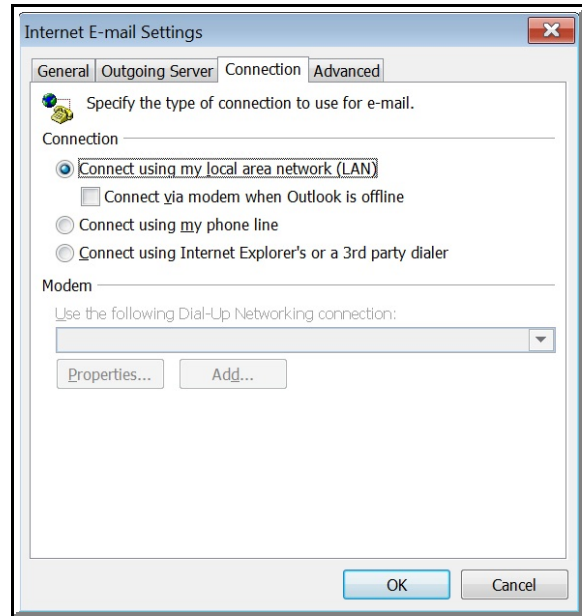 Internet E-mail Settings
General Outgoing Server Connection Advanced
Specify the type of connection to use for e-mail.
Connection
Connect using my local area network (LAN)
Connect via modem when Outlook is offline
Connect using my phone line
Connect using Internet Explorer's or a 3rd party dialer
Modem
Use the following Dial-Up Networking connection:
Properties... Add...
OK Cancel